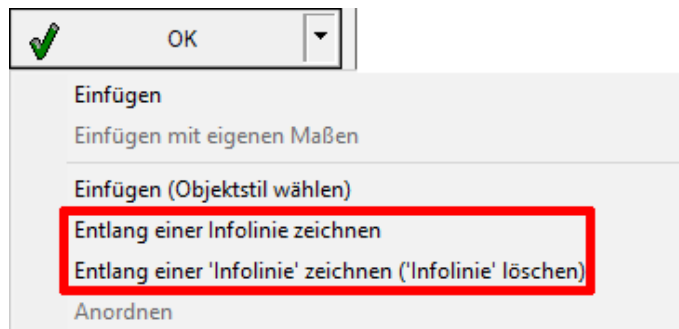 OK
Einfügen
Einfügen mit eigenen Maßen
Einfügen (Objektstil wählen)
Entlang einer Infolinie zeichnen
Entlang einer 'Infolinie' zeichnen ('Infolinie' löschen)
Anordnen